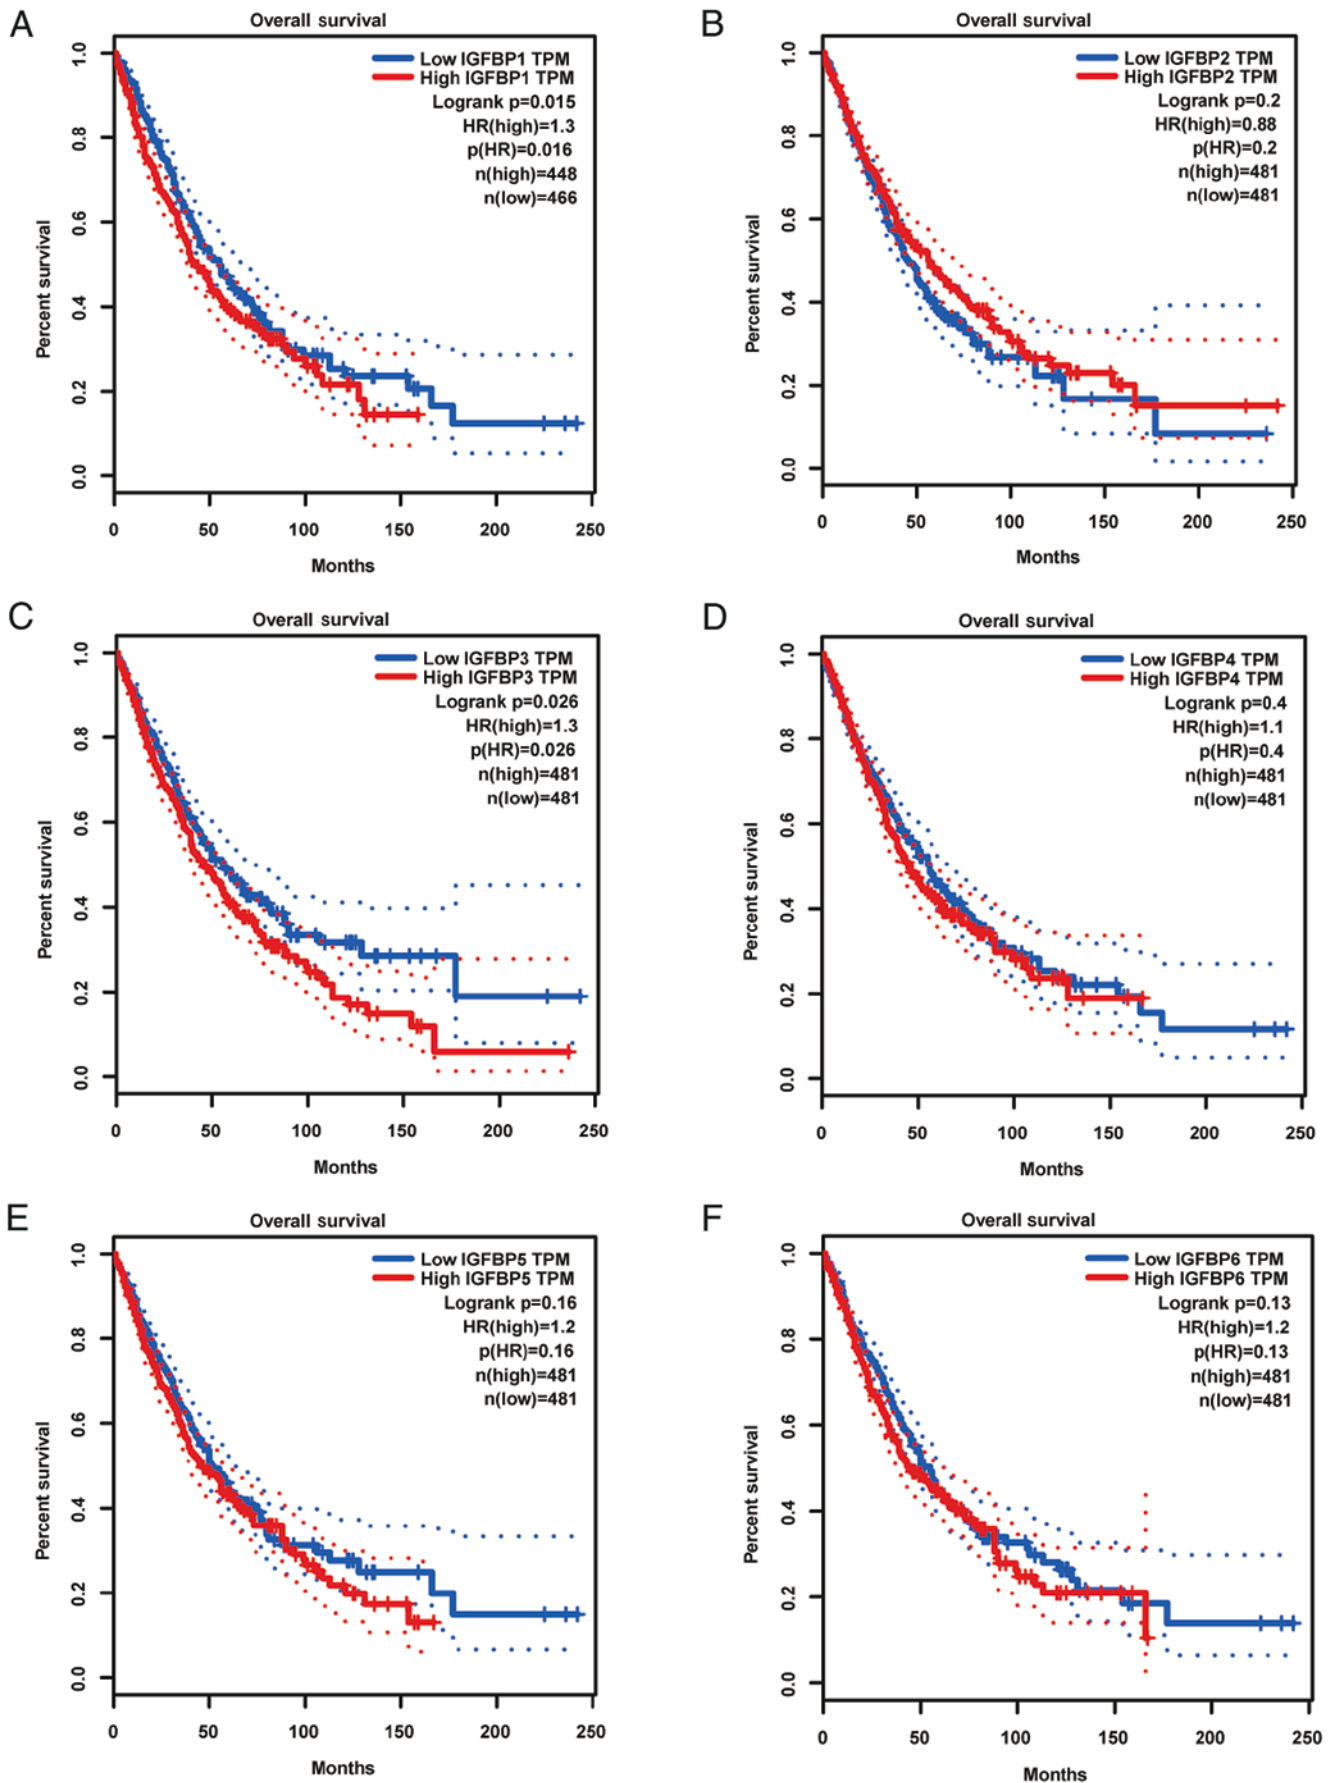 A
Overall survival
Low IGFBP1 TPM
High IGFBP1 TPM
Logrank p=0.015
HR(high)=1.3
p(HR)=0.016
n(high)=448
n(low)=466
Percent survival
0.0 0.2 0.4 0.6 0.8 1.0
0 50 100 150 200 250
Months
B
Overall survival
Low IGFBP2 TPM
High IGFBP2 TPM
Logrank p=0.2
HR(high)=0.88
p(HR)=0.2
n(high)=481
n(low)=481
Percent survival
0.0 0.2 0.4 0.6 0.8 1.0
0 50 100 150 200 250
Months
C
Overall survival
Low IGFBP3 TPM
High IGFBP3 TPM
Logrank p=0.026
HR(high)=1.3
p(HR)=0.026
n(high)=481
n(low)=481
Percent survival
0.0 0.2 0.4 0.6 0.8 1.0
0 50 100 150 200 250
Months
D
Overall survival
Low IGFBP4 TPM
High IGFBP4 TPM
Logrank p=0.4
HR(high)=1.1
p(HR)=0.4
n(high)=481
n(low)=481
Percent survival
0.0 0.2 0.4 0.6 0.8 1.0
0 50 100 150 200 250
Months
E
Overall survival
Low IGFBP5 TPM
High IGFBP5 TPM
Logrank p=0.16
HR(high)=1.2
p(HR)=0.16
n(high)=481
n(low)=481
Percent survival
0.0 0.2 0.4 0.6 0.8 1.0
0 50 100 150 200 250
Months
F
Overall survival
Low IGFBP6 TPM
High IGFBP6 TPM
Logrank p=0.13
HR(high)=1.2
p(HR)=0.13
n(high)=481
n(low)=481
Percent survival
0.0 0.2 0.4 0.6 0.8 1.0
0 50 100 150 200 250
Months